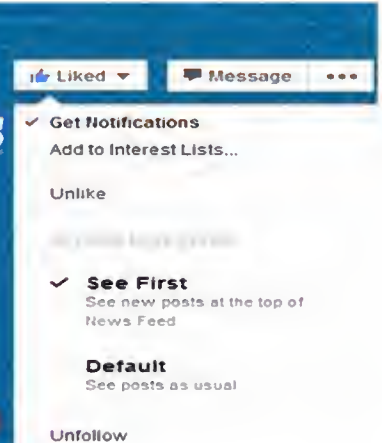 Liked
Message
Get Notifications
Add to Interest Lists...
Unlike
See First
See new posts at the top of
News Feed
Default
See posts as usual
Unfollow